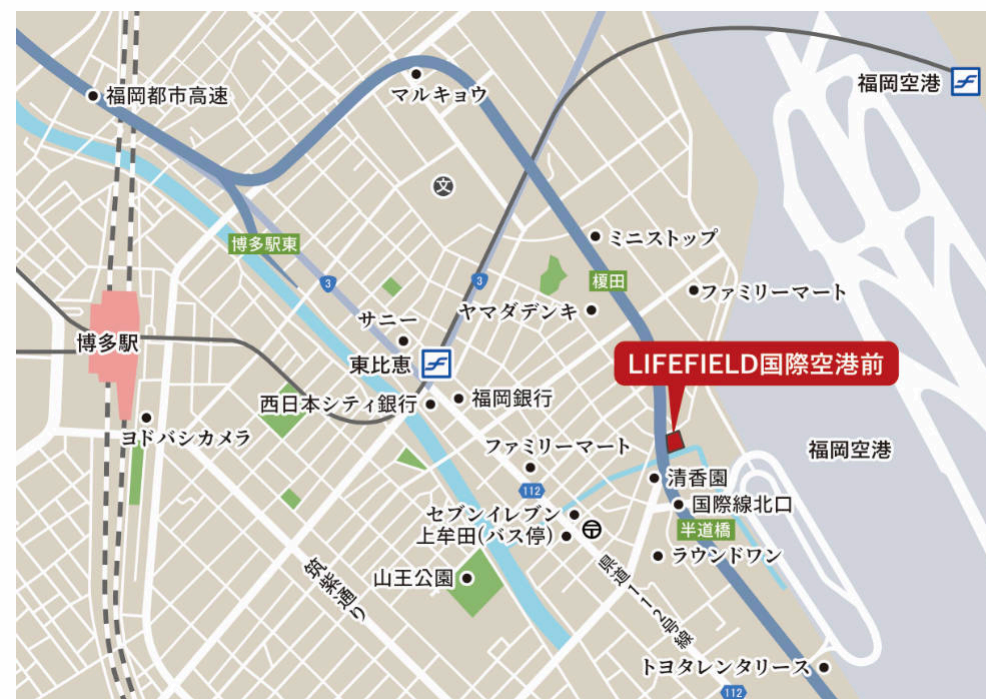 福岡空港
福岡都市高速
マルキョウ
文
博多駅東
ミニストップ
3
3
榎田
ファミリーマート
ヤマダデンキ
サニー
博多駅
東比恵
LIFEFIELD国際空港前
西日本シティ銀行
福岡銀行
ヨドバシカメラ
ファミリーマート
福岡空港
清香園
112
国際線北口
セブンイレブン
上牟田(バス停)
半道橋
ラウンドワン
山王公園
筑紫通り
県道112号線
トヨタレンタリース
112